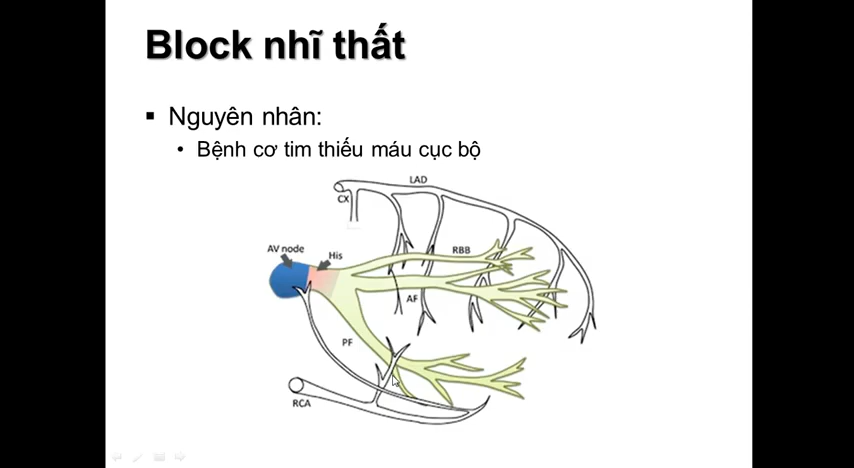 Block nhĩ thất
Nguyên nhân:
Bệnh cơ tim thiếu máu cục bộ
LAD
CX
AV node
His
RBB
AF
PF
RCA